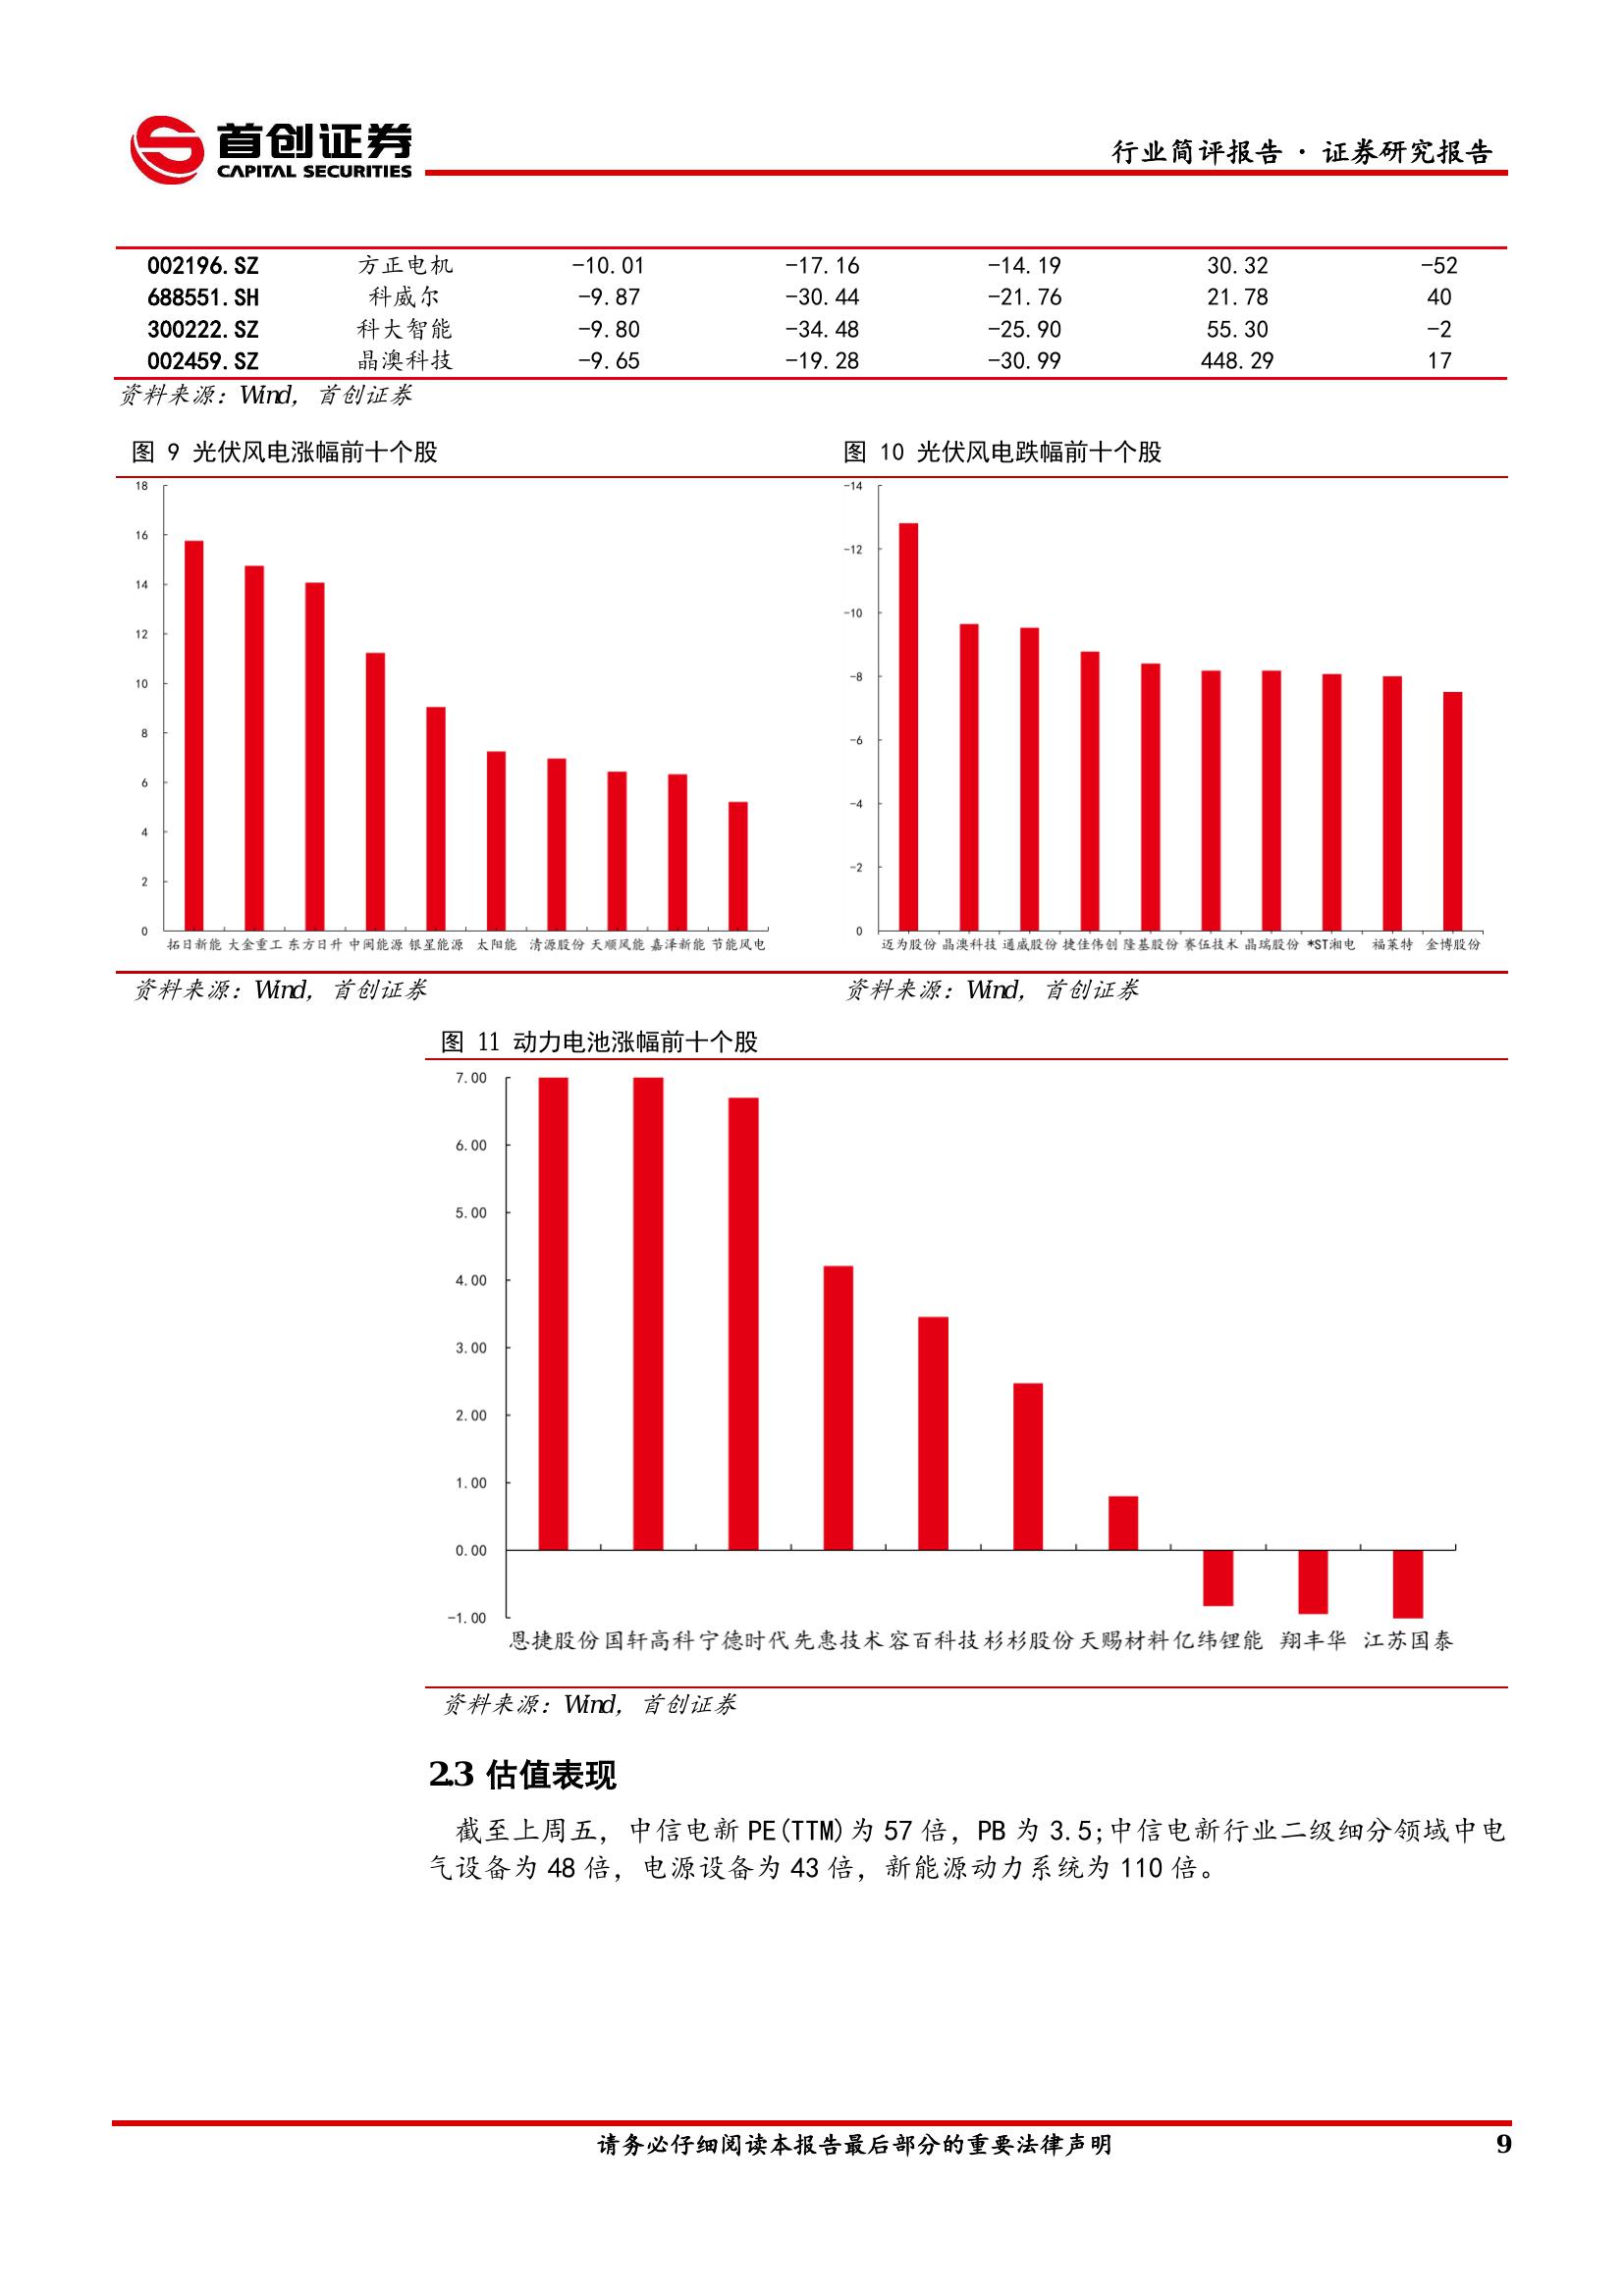 首创证券
CAPITAL SECURITIES
行业简评报告 · 证券研究报告
002196.SZ 方正电机 -10.01 -17.16 -14.19 30.32 -52
688551.SH 科威尔 -9.87 -30.44 -21.76 21.78 40
300222.SZ 科大智能 -9.80 -34.48 -25.90 55.30 -2
002459.SZ 晶澳科技 -9.65 -19.28 -30.99 448.29 17
资料来源：Wind，首创证券
图 9 光伏风电涨幅前十个股
18
16
14
12
10
8
6
4
2
0
拓日新能 大金重工 东方日升 中闽能源 银星能源 太阳能 清源股份 天顺风能 嘉泽新能 节能风电
资料来源：Wind，首创证券
图 10 光伏风电跌幅前十个股
-14
-12
-10
-8
-6
-4
-2
0
迈为股份 晶澳科技 通威股份 捷佳伟创 隆基股份 赛伍技术 晶瑞股份 *ST湘电 福莱特 金博股份
资料来源：Wind，首创证券
图 11 动力电池涨幅前十个股
7.00
6.00
5.00
4.00
3.00
2.00
1.00
0.00
-1.00
恩捷股份 国轩高科 宁德时代 先惠技术 容百科技 杉杉股份 天赐材料 亿纬锂能 翔丰华 江苏国泰
资料来源：Wind，首创证券
2.3 估值表现
截至上周五，中信电新 PE(TTM)为 57 倍，PB 为 3.5;中信电新行业二级细分领域中电
气设备为 48 倍，电源设备为 43 倍，新能源动力系统为 110 倍。
请务必仔细阅读本报告最后部分的重要法律声明
9